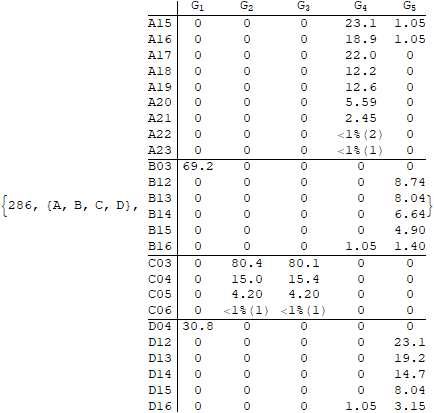 G₁ G₂ G₃ G₄ G₅
A15 0 0 0 23.1 1.05
A16 0 0 0 18.9 1.05
A17 0 0 0 22.0 0
A18 0 0 0 12.2 0
A19 0 0 0 12.6 0
A20 0 0 0 5.59 0
A21 0 0 0 2.45 0
A22 0 0 0 <1%(2) 0
A23 0 0 0 <1%(1) 0
B03 69.2 0 0 0 0
B12 0 0 0 0 8.74
B13 0 0 0 0 8.04
{286, {A, B, C, D}, B14 0 0 0 0 6.64 }
B15 0 0 0 0 4.90
B16 0 0 0 1.05 1.40
C03 0 80.4 80.1 0 0
C04 0 15.0 15.4 0 0
C05 0 4.20 4.20 0 0
C06 0 <1%(1) <1%(1) 0 0
D04 30.8 0 0 0 0
D12 0 0 0 0 23.1
D13 0 0 0 0 19.2
D14 0 0 0 0 14.7
D15 0 0 0 0 8.04
D16 0 0 0 1.05 3.15